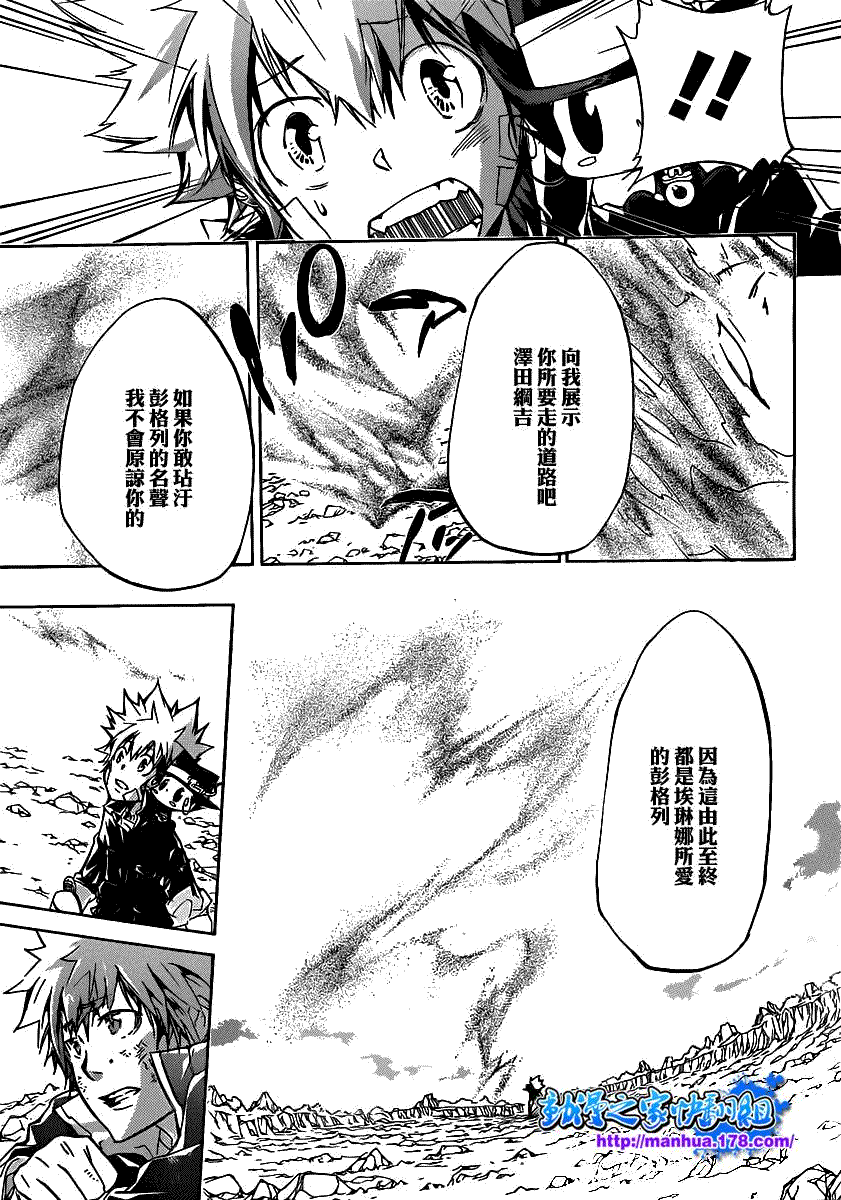 !!
向我展示
你所要走的道路吧
澤田綱吉
如果你敢玷汙
彭格列的名聲
我不會原諒你的
因為這由此至終
都是埃琳娜所愛
的彭格列
動漫之家汉化組
http://manhua.178.com/